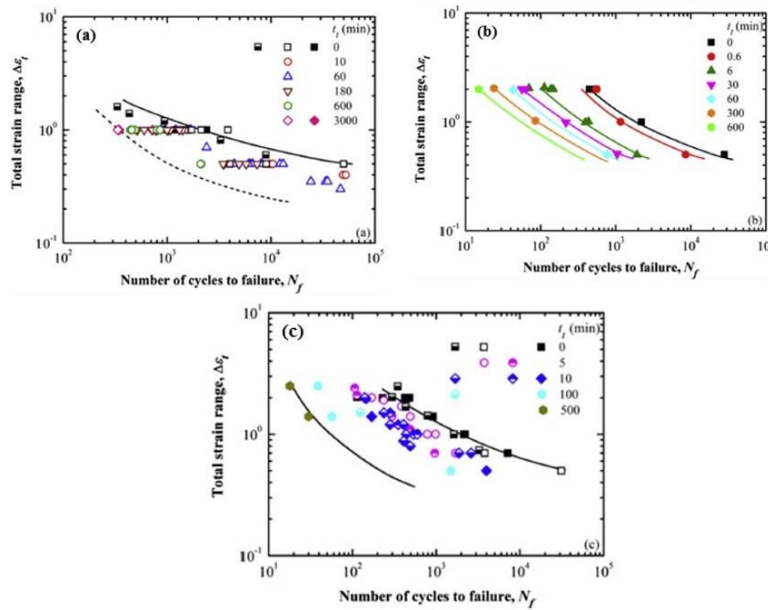 (a)
t_t (min)
0
10
60
180
600
3000
Total strain range, Δε_t
10^1
10^0
10^-1
10^2
10^3
10^4
10^5
(a)
Number of cycles to failure, N_f
(b)
t_t (min)
0
0.6
6
30
60
300
600
Total strain range, Δε_t
10^1
10^0
10^-1
10^1
10^2
10^3
10^4
10^5
(b)
Number of cycles to failure, N_f
(c)
t_t (min)
0
5
10
100
500
Total strain range, Δε_t
10^1
10^0
10^-1
10^1
10^2
10^3
10^4
10^5
(c)
Number of cycles to failure, N_f